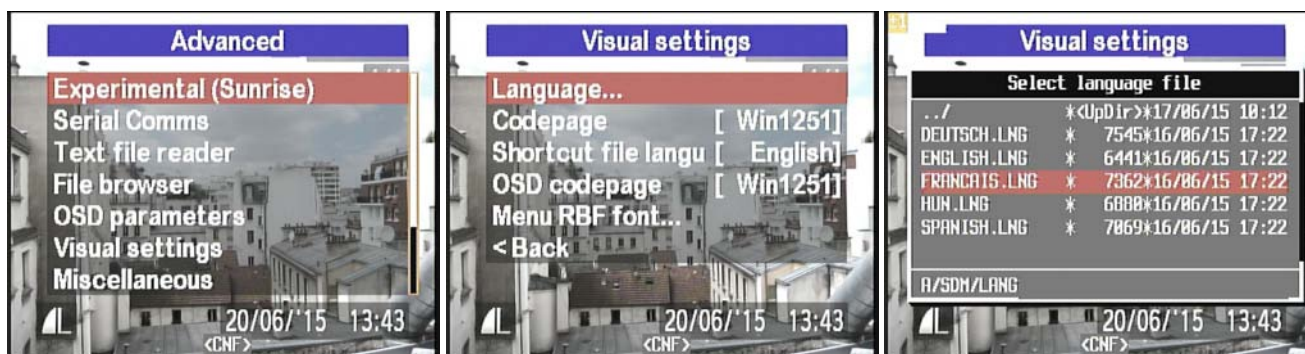 Advanced
Experimental (Sunrise)
Serial Comms
Text file reader
File browser
OSD parameters
Visual settings
Miscellaneous
L 20/06/'15 13:43
<CNF>
Visual settings
Language...
Codepage [ Win1251]
Shortcut file langu [ English]
OSD codepage [ Win1251]
Menu RBF font...
< Back
L 20/06/'15 13:43
<CNF>
Visual settings
Select language file
../ *<UpDir>*17/06/15 10:12
DEUTSCH.LNG * 7545*16/06/15 17:22
ENGLISH.LNG * 6441*16/06/15 17:22
FRANCAIS.LNG * 7362*16/06/15 17:22
HUN.LNG * 6880*16/06/15 17:22
SPANISH.LNG * 7069*16/06/15 17:22
A/SDM/LANG
L 20/06/'15 13:43
<CNF>